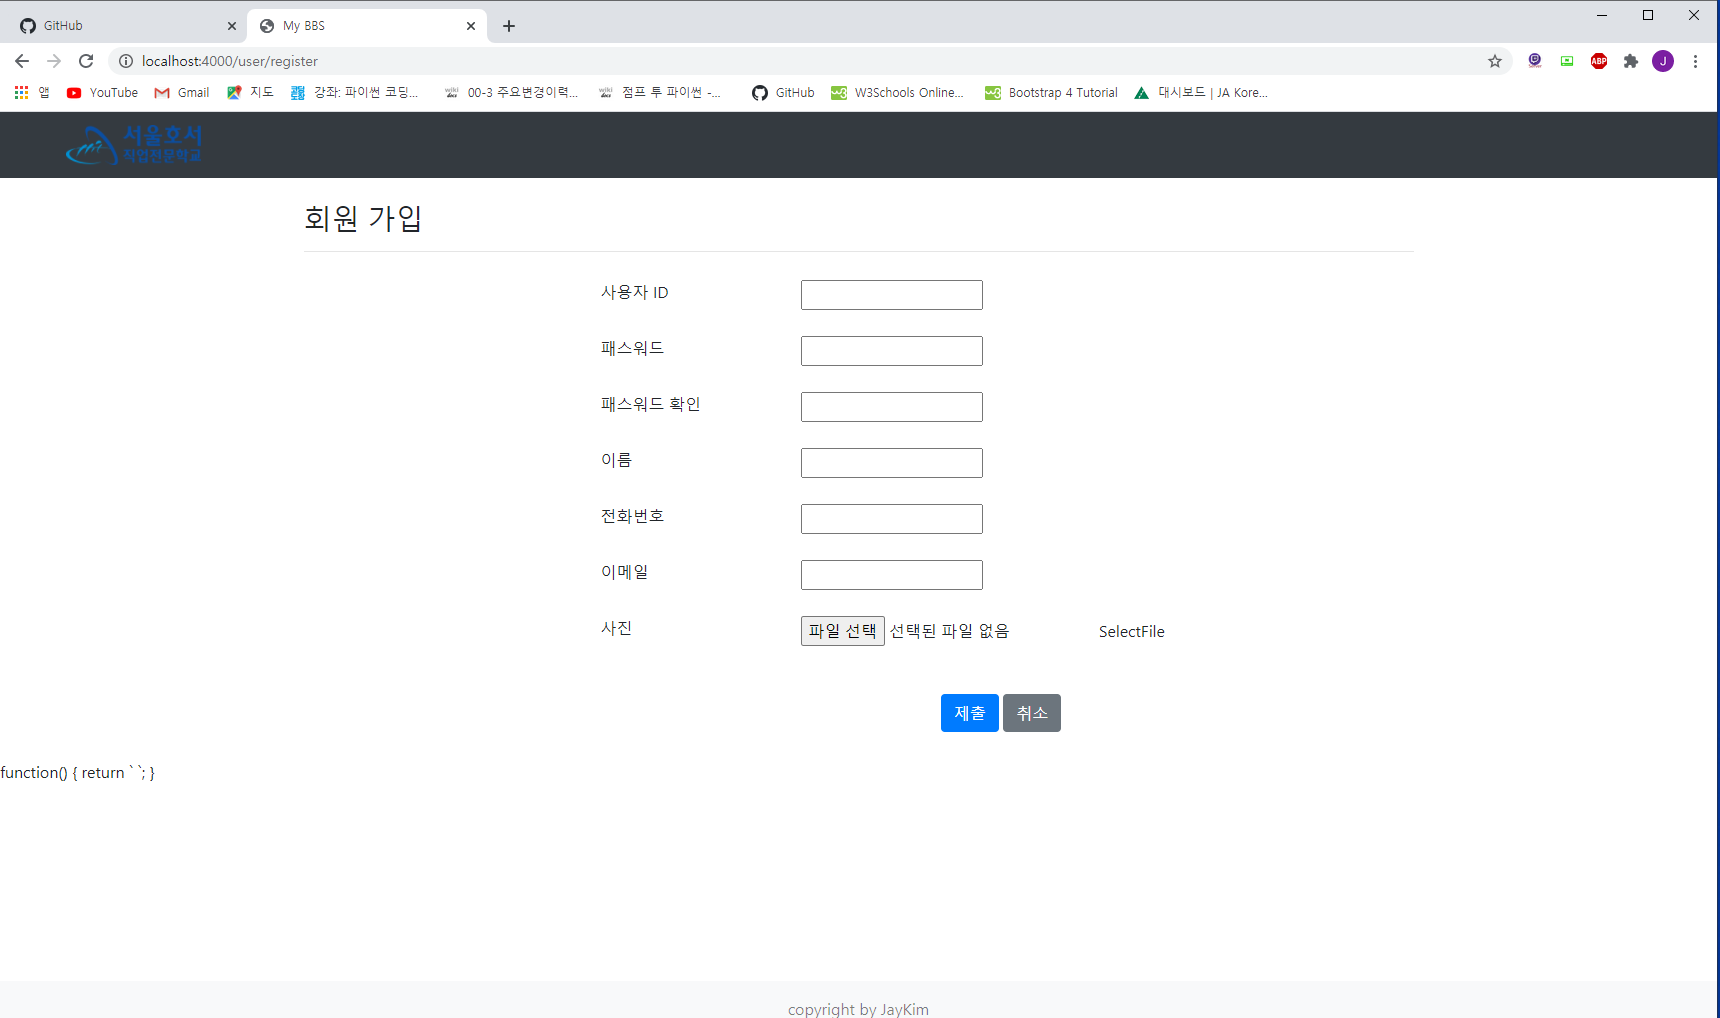 GitHub
My BBS
localhost:4000/user/register
ABP
J
앱
YouTube
Gmail
지도
강좌: 파이썬 코딩...
00-3 주요변경이력...
점프 투 파이썬 -...
GitHub
W3Schools Online...
Bootstrap 4 Tutorial
대시보드 | JA Kore...
서울호서
직업전문학교
회원 가입
사용자 ID
패스워드
패스워드 확인
이름
전화번호
이메일
사진
파일 선택 선택된 파일 없음
SelectFile
제출
취소
function() { return ` `; }
copyright by JayKim